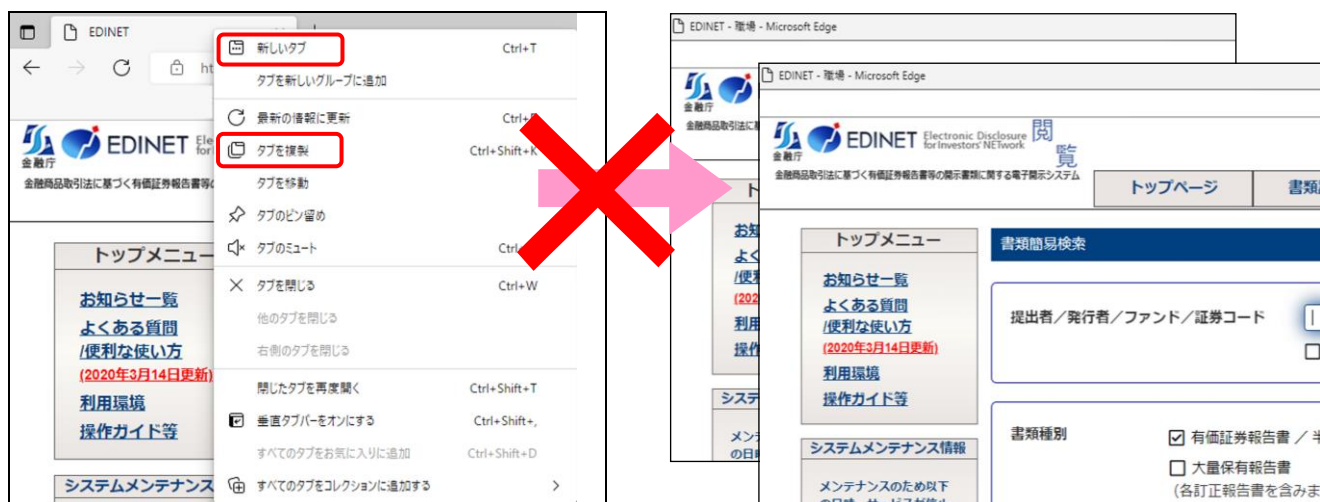 EDINET
新しいタブ Ctrl+T
タブを新しいグループに追加
最新の情報に更新
タブを複製 Ctrl+Shift+K
タブを移動
タブのピン留め
タブのミュート
タブを閉じる Ctrl+W
他のタブを閉じる
右側のタブを閉じる
閉じたタブを再度開く Ctrl+Shift+T
垂直タブバーをオンにする Ctrl+Shift+,
すべてのタブをお気に入りに追加 Ctrl+Shift+D
すべてのタブをコレクションに追加する
金融庁
EDINET
金融商品取引法に基づく有価証券報告書等
トップメニュー
お知らせ一覧
よくある質問
/便利な使い方
(2020年3月14日更新)
利用環境
操作ガイド等
システムメンテナンス
EDINET - 職場 - Microsoft Edge
金融庁
金融商品取引法に
EDINET - 職場 - Microsoft Edge
金融庁
EDINET Electronic Disclosure
for Investors' NETwork
閲覧
金融商品取引法に基づく有価証券報告書等の開示書類に関する電子開示システム
トップページ
書類
トップメニュー
お知らせ一覧
よくある質問
/便利な使い方
(2020年3月14日更新)
利用環境
操作ガイド等
システムメンテナンス情報
メンテナンスのため以下
書類簡易検索
提出者／発行者／ファンド／証券コード
書類種別
有価証券報告書 ／
大量保有報告書
(各訂正報告書を含みま